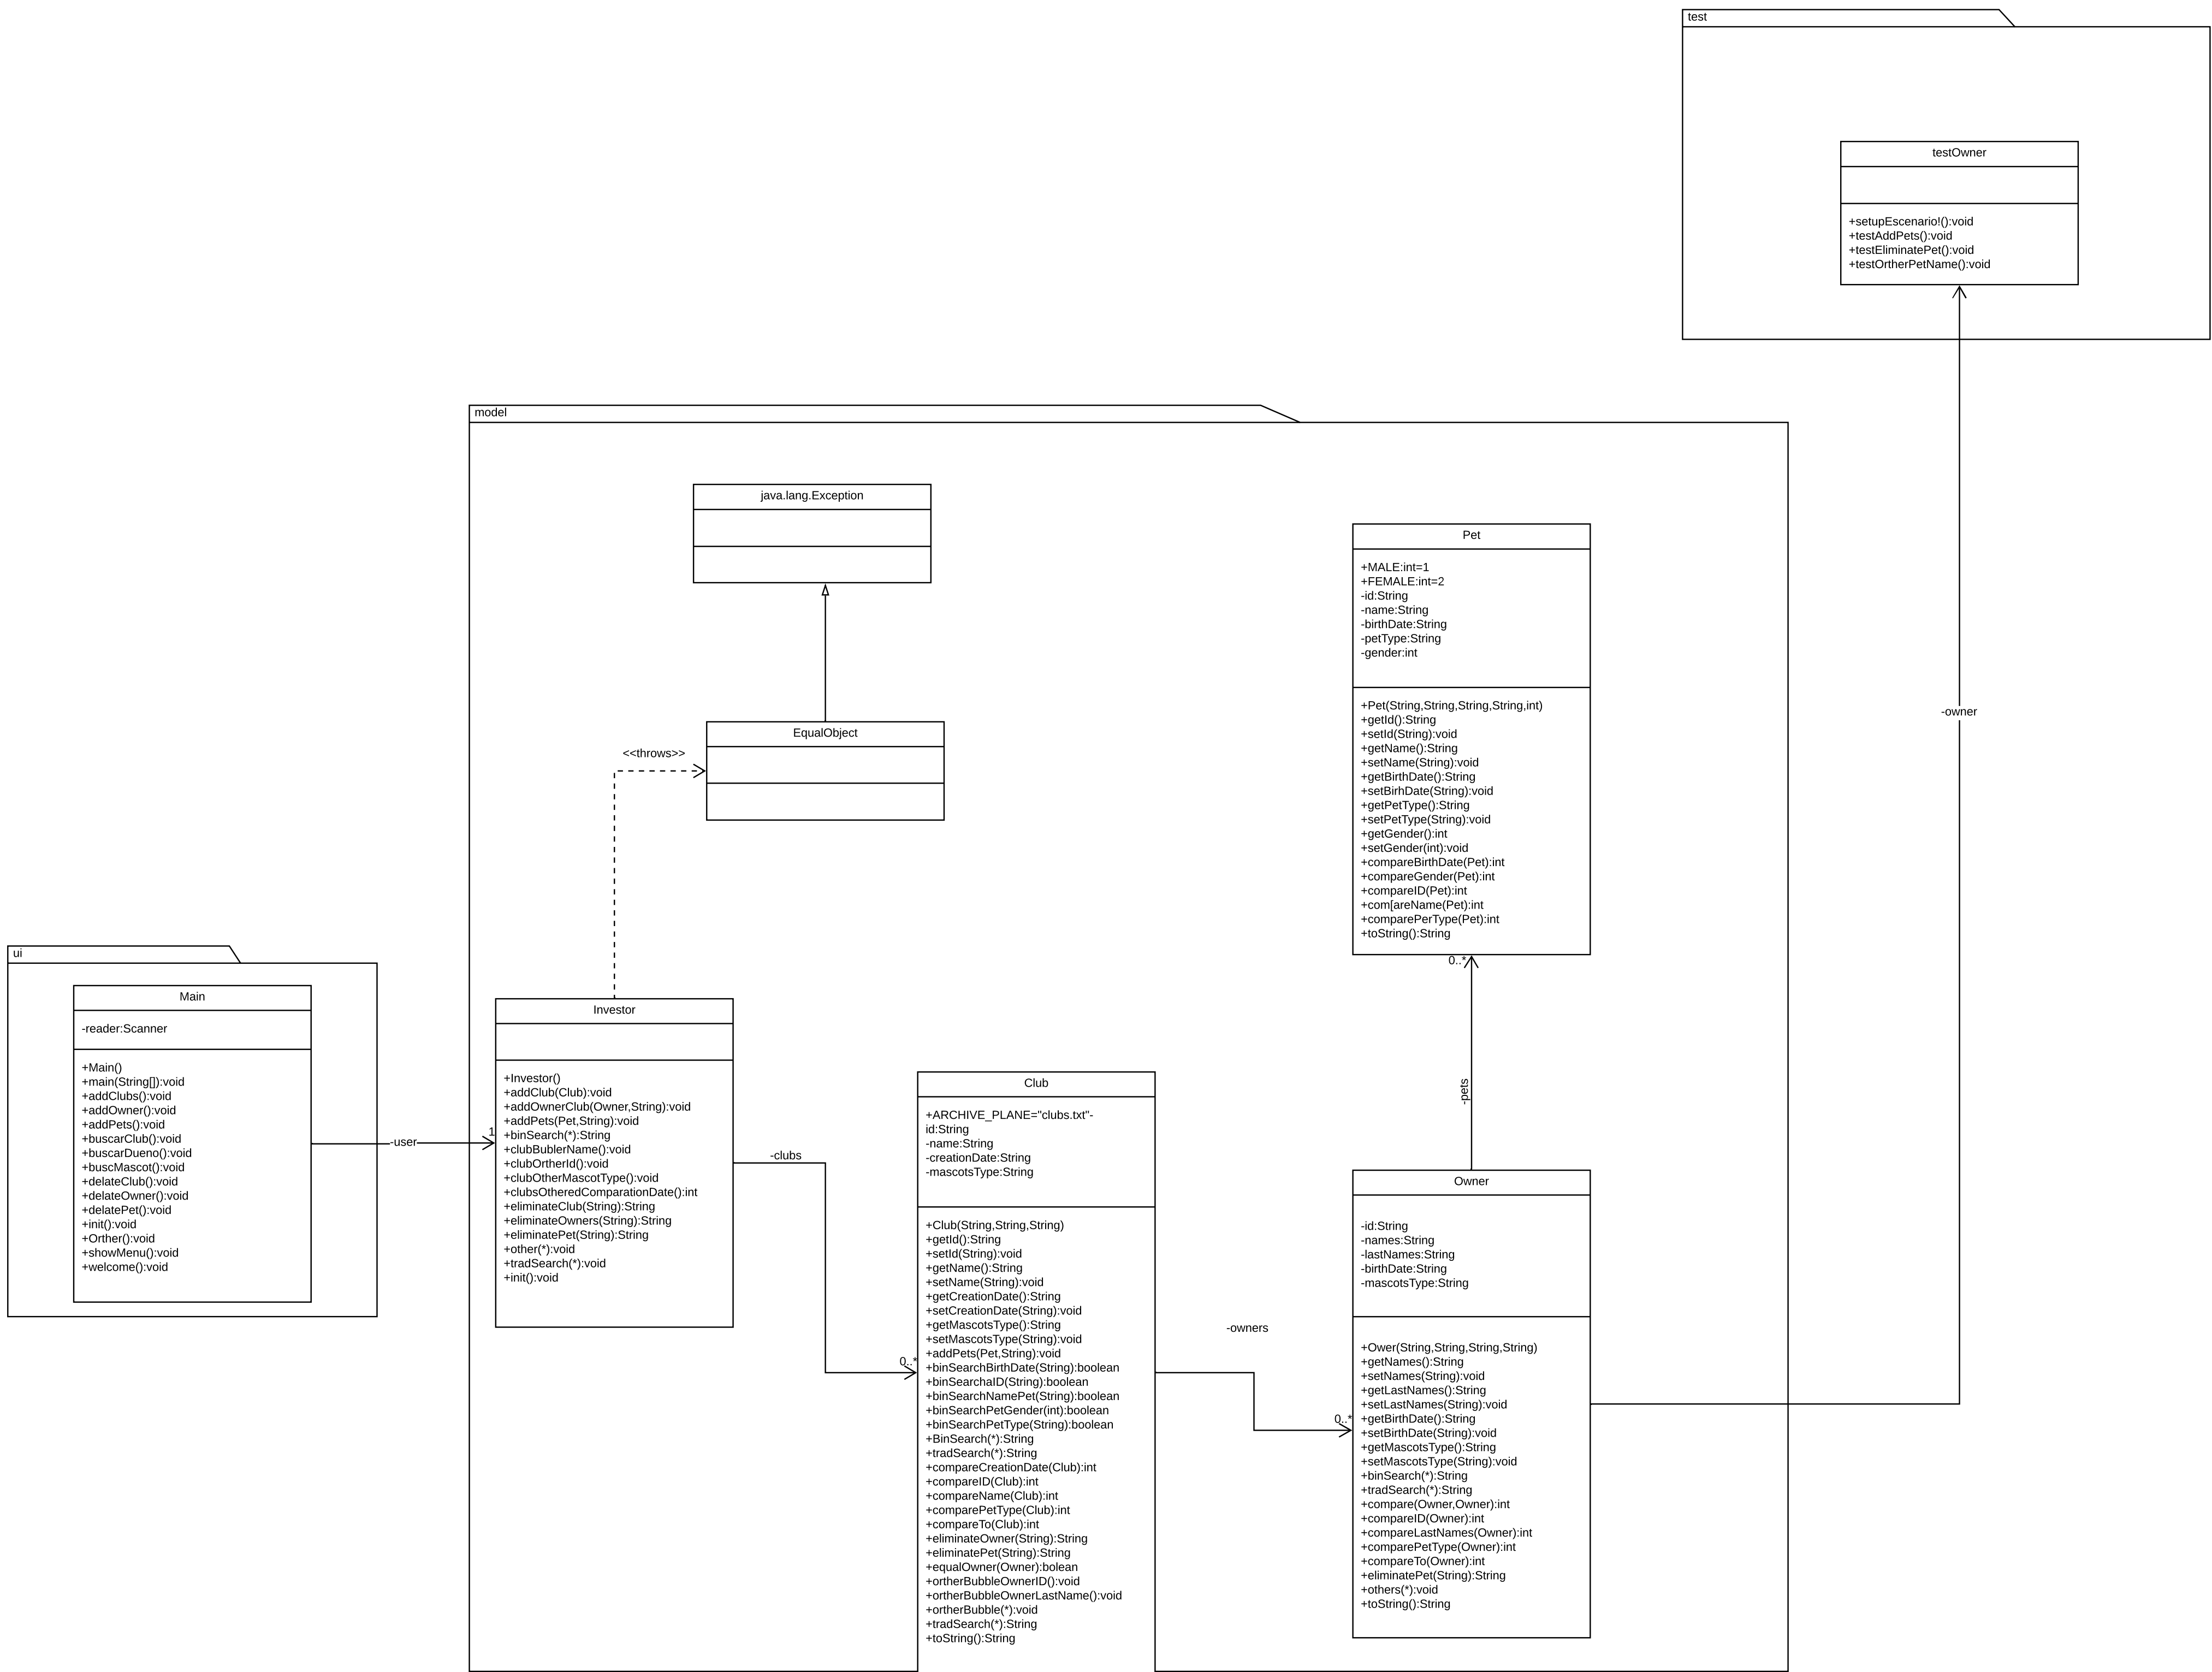 test
testOwner
+setupEscenario!():void
+testAddPets():void
+testEliminatePet():void
+testOrtherPetName():void
-owner
model
java.lang.Exception
EqualObject
<<throws>>
Pet
+MALE:int=1
+FEMALE:int=2
-id:String
-name:String
-birthDate:String
-petType:String
-gender:int
+Pet(String,String,String,String,int)
+getId():String
+setId(String):void
+getName():String
+setName(String):void
+getBirthDate():String
+setBirhDate(String):void
+getPetType():String
+setPetType(String):void
+getGender():int
+setGender(int):void
+compareBirthDate(Pet):int
+compareGender(Pet):int
+compareID(Pet):int
+com[areName(Pet):int
+comparePerType(Pet):int
+toString():String
0..*
-pets
ui
Main
-reader:Scanner
+Main()
+main(String[]):void
+addClubs():void
+addOwner():void
+addPets():void
+buscarClub():void
+buscarDueno():void
+buscMascot():void
+delateClub():void
+delateOwner():void
+delatePet():void
+init():void
+Orther():void
+showMenu():void
+welcome():void
-user
1
Investor
+Investor()
+addClub(Club):void
+addOwnerClub(Owner,String):void
+addPets(Pet,String):void
+binSearch(*):String
+clubBublerName():void
+clubOrtherId():void
+clubOtherMascotType():void
+clubsOtheredComparationDate():int
+eliminateClub(String):String
+eliminateOwners(String):String
+eliminatePet(String):String
+other(*):void
+tradSearch(*):void
+init():void
-clubs
0..*
Club
+ARCHIVE_PLANE="clubs.txt"-
id:String
-name:String
-creationDate:String
-mascotsType:String
+Club(String,String,String)
+getId():String
+setId(String):void
+getName():String
+setName(String):void
+getCreationDate():String
+setCreationDate(String):void
+getMascotsType():String
+setMascotsType(String):void
+addPets(Pet,String):void
+binSearchBirthDate(String):boolean
+binSearchaID(String):boolean
+binSearchNamePet(String):boolean
+binSearchPetGender(int):boolean
+binSearchPetType(String):boolean
+BinSearch(*):String
+tradSearch(*):String
+compareCreationDate(Club):int
+compareID(Club):int
+compareName(Club):int
+comparePetType(Club):int
+compareTo(Club):int
+eliminateOwner(String):String
+eliminatePet(String):String
+equalOwner(Owner):bolean
+ortherBubbleOwnerID():void
+ortherBubbleOwnerLastName():void
+ortherBubble(*):void
+tradSearch(*):String
+toString():String
-owners
0..*
Owner
-id:String
-names:String
-lastNames:String
-birthDate:String
-mascotsType:String
+Ower(String,String,String,String)
+getNames():String
+setNames(String):void
+getLastNames():String
+setLastNames(String):void
+getBirthDate():String
+setBirthDate(String):void
+getMascotsType():String
+setMascotsType(String):void
+binSearch(*):String
+tradSearch(*):String
+compare(Owner,Owner):int
+compareID(Owner):int
+compareLastNames(Owner):int
+comparePetType(Owner):int
+compareTo(Owner):int
+eliminatePet(String):String
+others(*):void
+toString():String